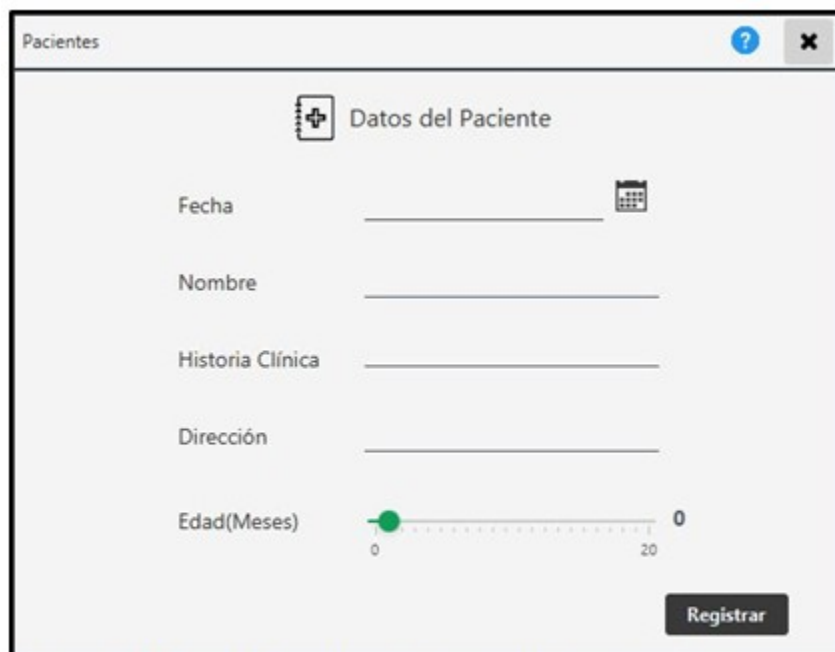 Pacientes ?
Datos del Paciente
Fecha
Nombre
Historia Clínica
Dirección
Edad(Meses) 0
0 20
Registrar